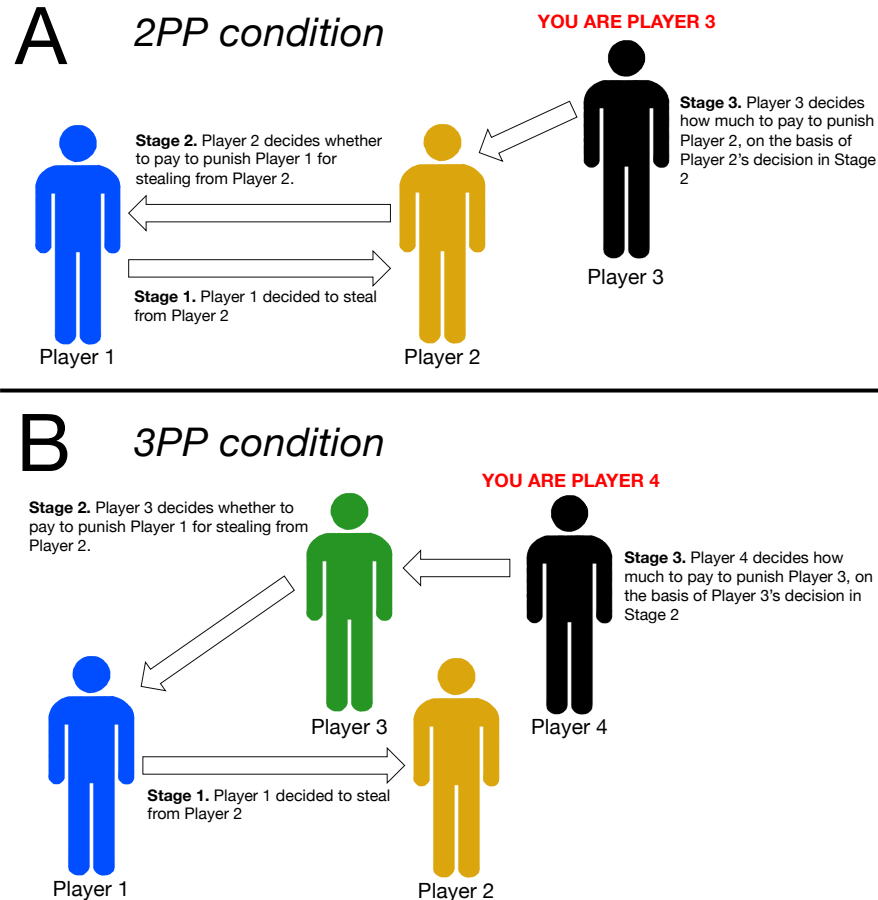 A
2PP condition
YOU ARE PLAYER 3
Stage 3. Player 3 decides
how much to pay to punish
Player 2, on the basis of
Player 2's decision in Stage
2
Stage 2. Player 2 decides whether
to pay to punish Player 1 for
stealing from Player 2.
Player 3
Stage 1. Player 1 decided to steal
from Player 2
Player 1
Player 2
B
3PP condition
YOU ARE PLAYER 4
Stage 2. Player 3 decides whether to
pay to punish Player 1 for stealing from
Player 2.
Stage 3. Player 4 decides how
much to pay to punish Player 3, on
the basis of Player 3's decision in
Stage 2
Player 3
Player 4
Stage 1. Player 1 decided to steal
from Player 2
Player 1
Player 2